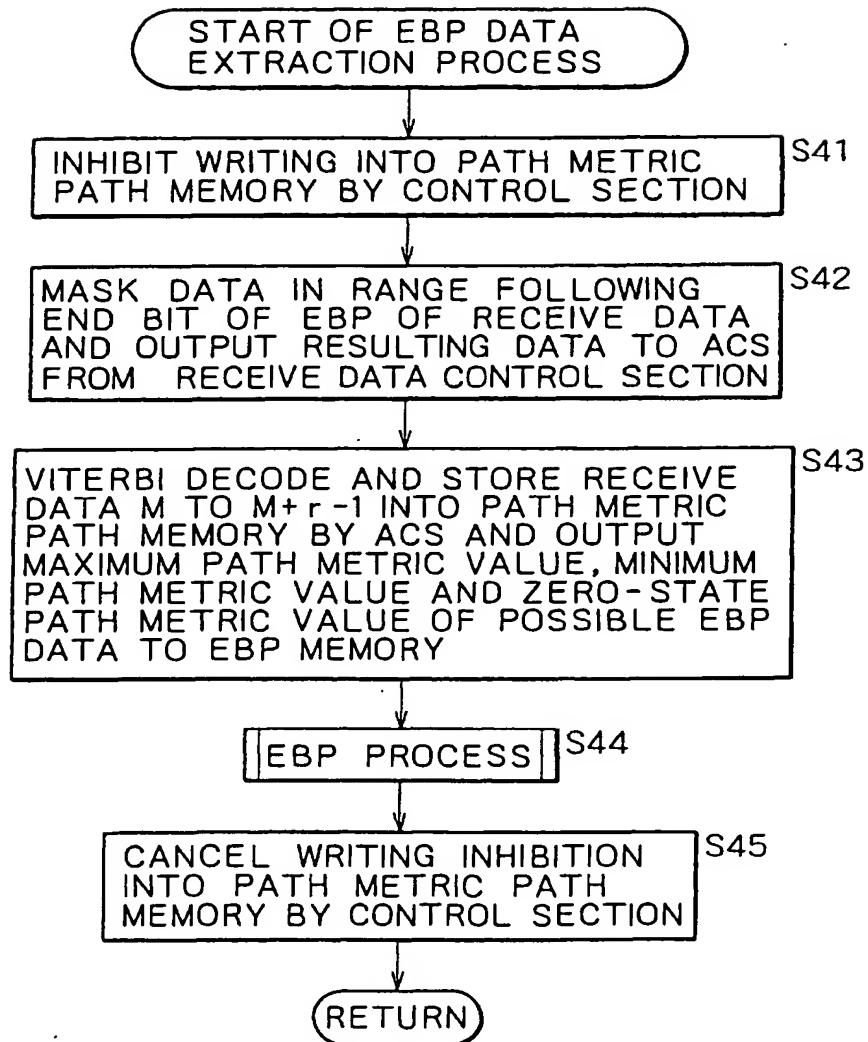 START OF EBP DATA
EXTRACTION PROCESS
INHIBIT WRITING INTO PATH METRIC
PATH MEMORY BY CONTROL SECTION
S41
MASK DATA IN RANGE FOLLOWING
END BIT OF EBP OF RECEIVE DATA
AND OUTPUT RESULTING DATA TO ACS
FROM RECEIVE DATA CONTROL SECTION
S42
VITERBI DECODE AND STORE RECEIVE
DATA M TO M+r-1 INTO PATH METRIC
PATH MEMORY BY ACS AND OUTPUT
MAXIMUM PATH METRIC VALUE, MINIMUM
PATH METRIC VALUE AND ZERO-STATE
PATH METRIC VALUE OF POSSIBLE EBP
DATA TO EBP MEMORY
S43
EBP PROCESS
S44
CANCEL WRITING INHIBITION
INTO PATH METRIC PATH
MEMORY BY CONTROL SECTION
S45
RETURN